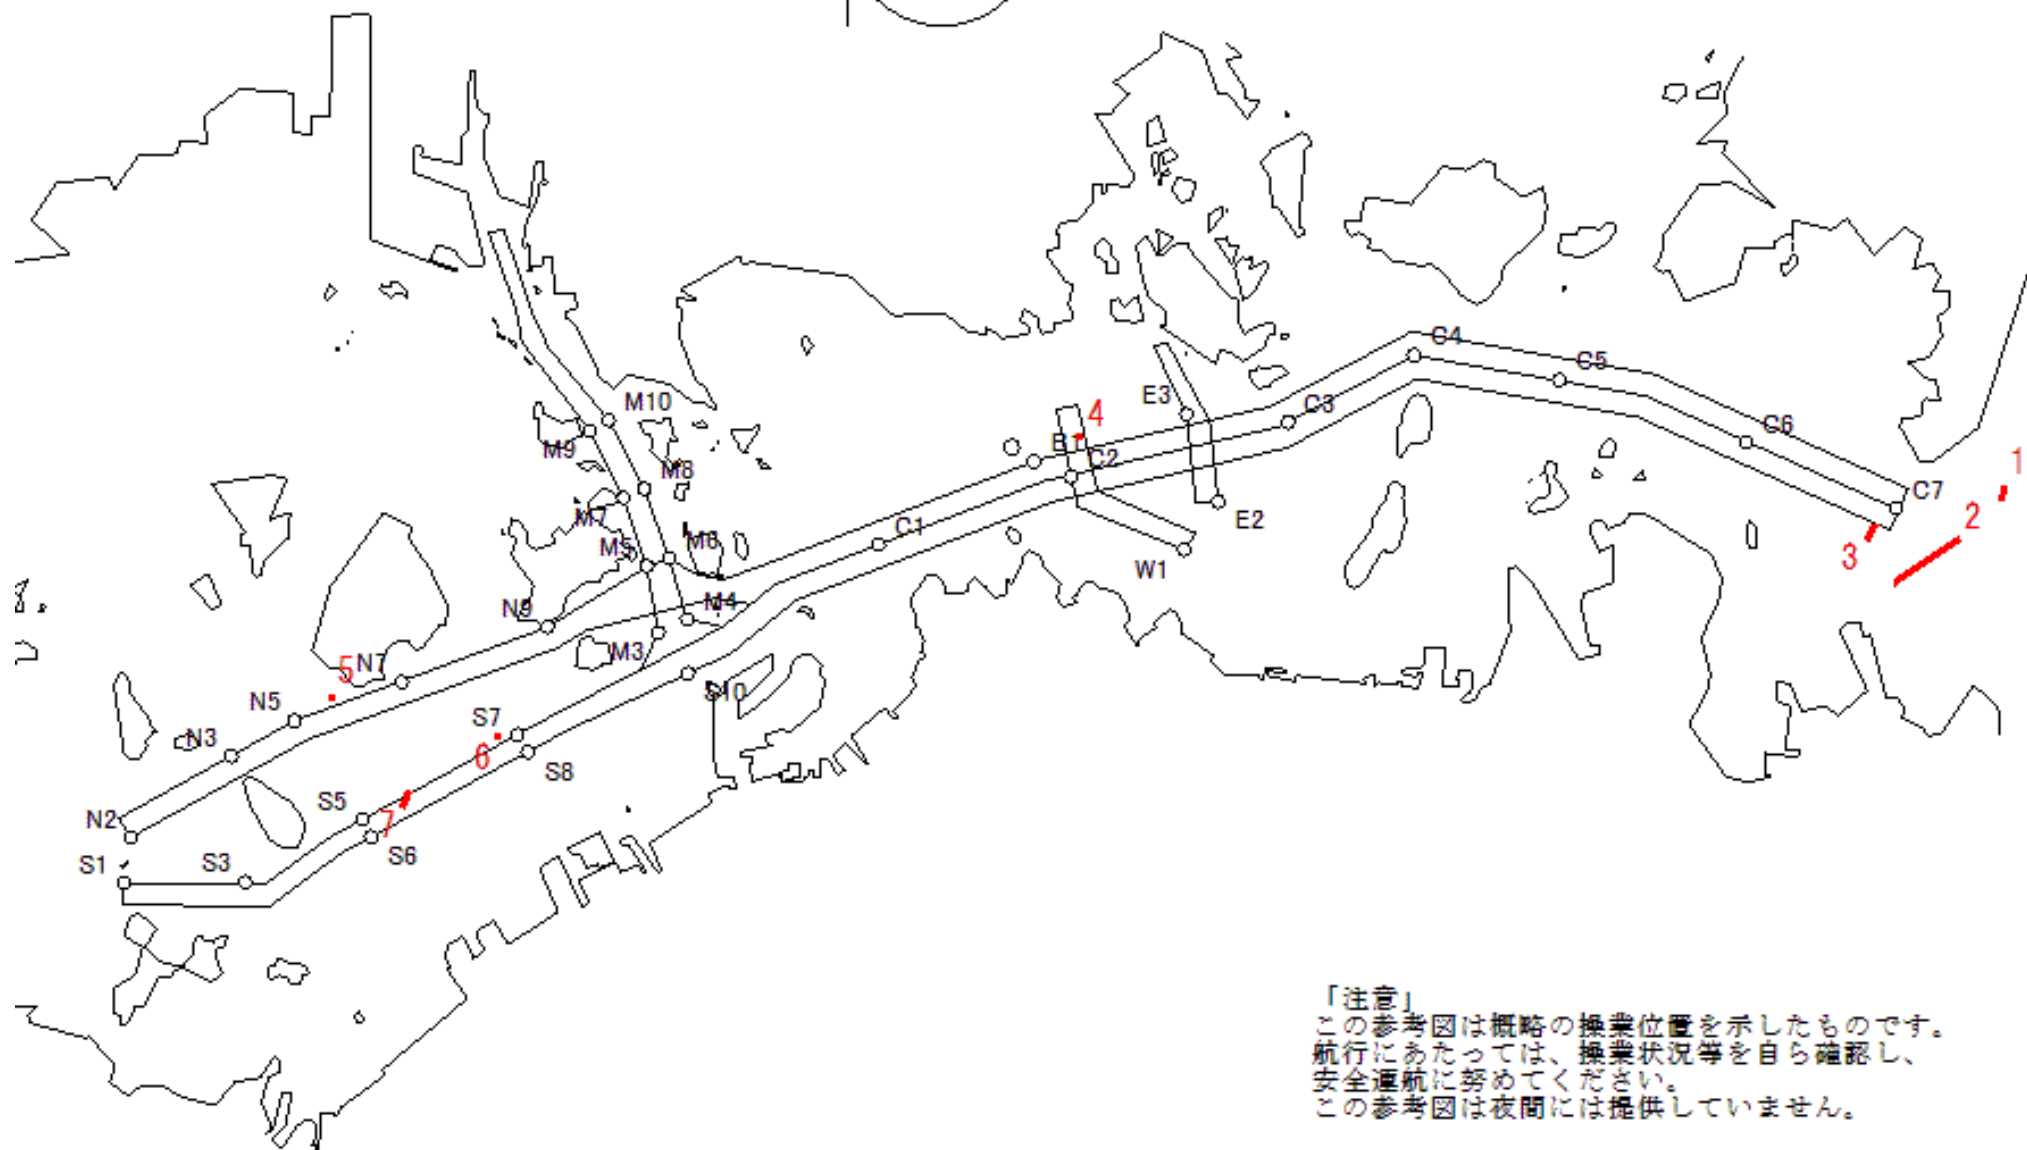 C4
C5
C6
C7
1
2
3
E3
4
C3
B1
C2
E2
W1
C1
M10
M9
M8
M7
M6
M5
M4
M3
N9
N7
5
N5
N3
N2
S1
S3
S5
S6
7
6
S7
S8
S10
「注意」
この参考図は概略の操業位置を示したものです。
航行にあたっては、操業状況等を自ら確認し、
安全運航に努めてください。
この参考図は夜間には提供していません。